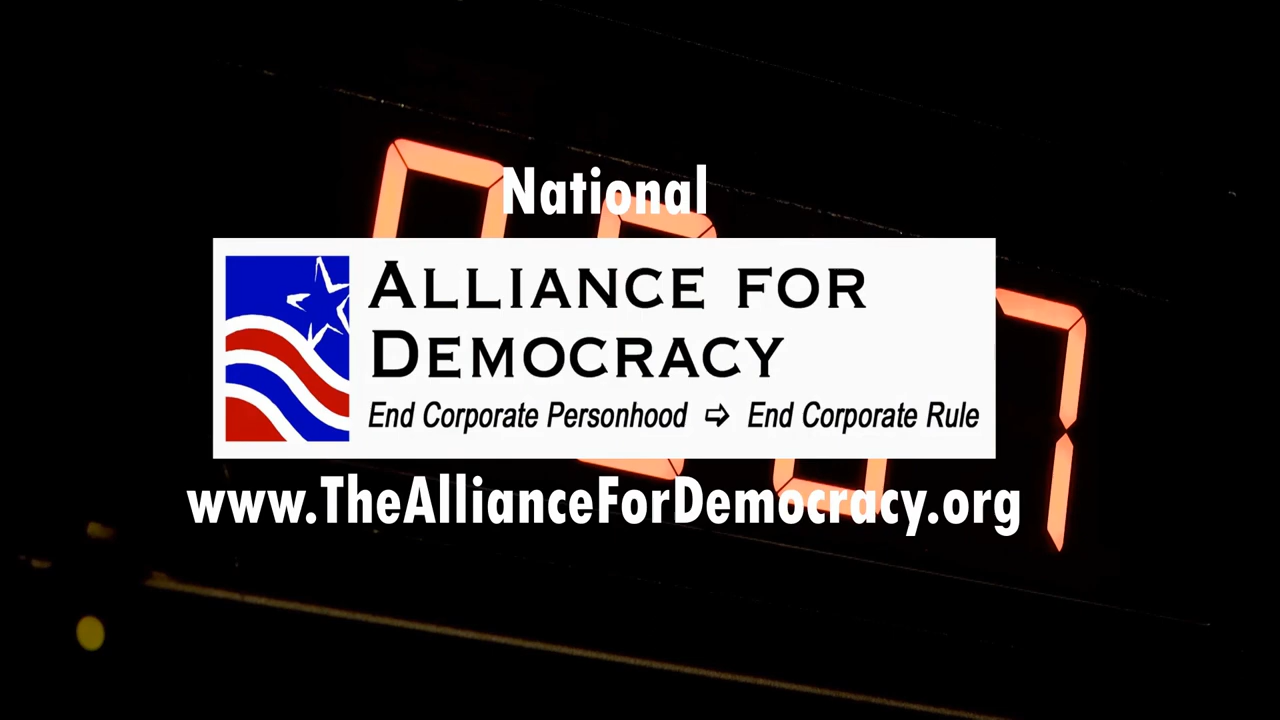 National
ALLIANCE FOR
DEMOCRACY
End Corporate Personhood ⇨ End Corporate Rule
www.TheAllianceForDemocracy.org